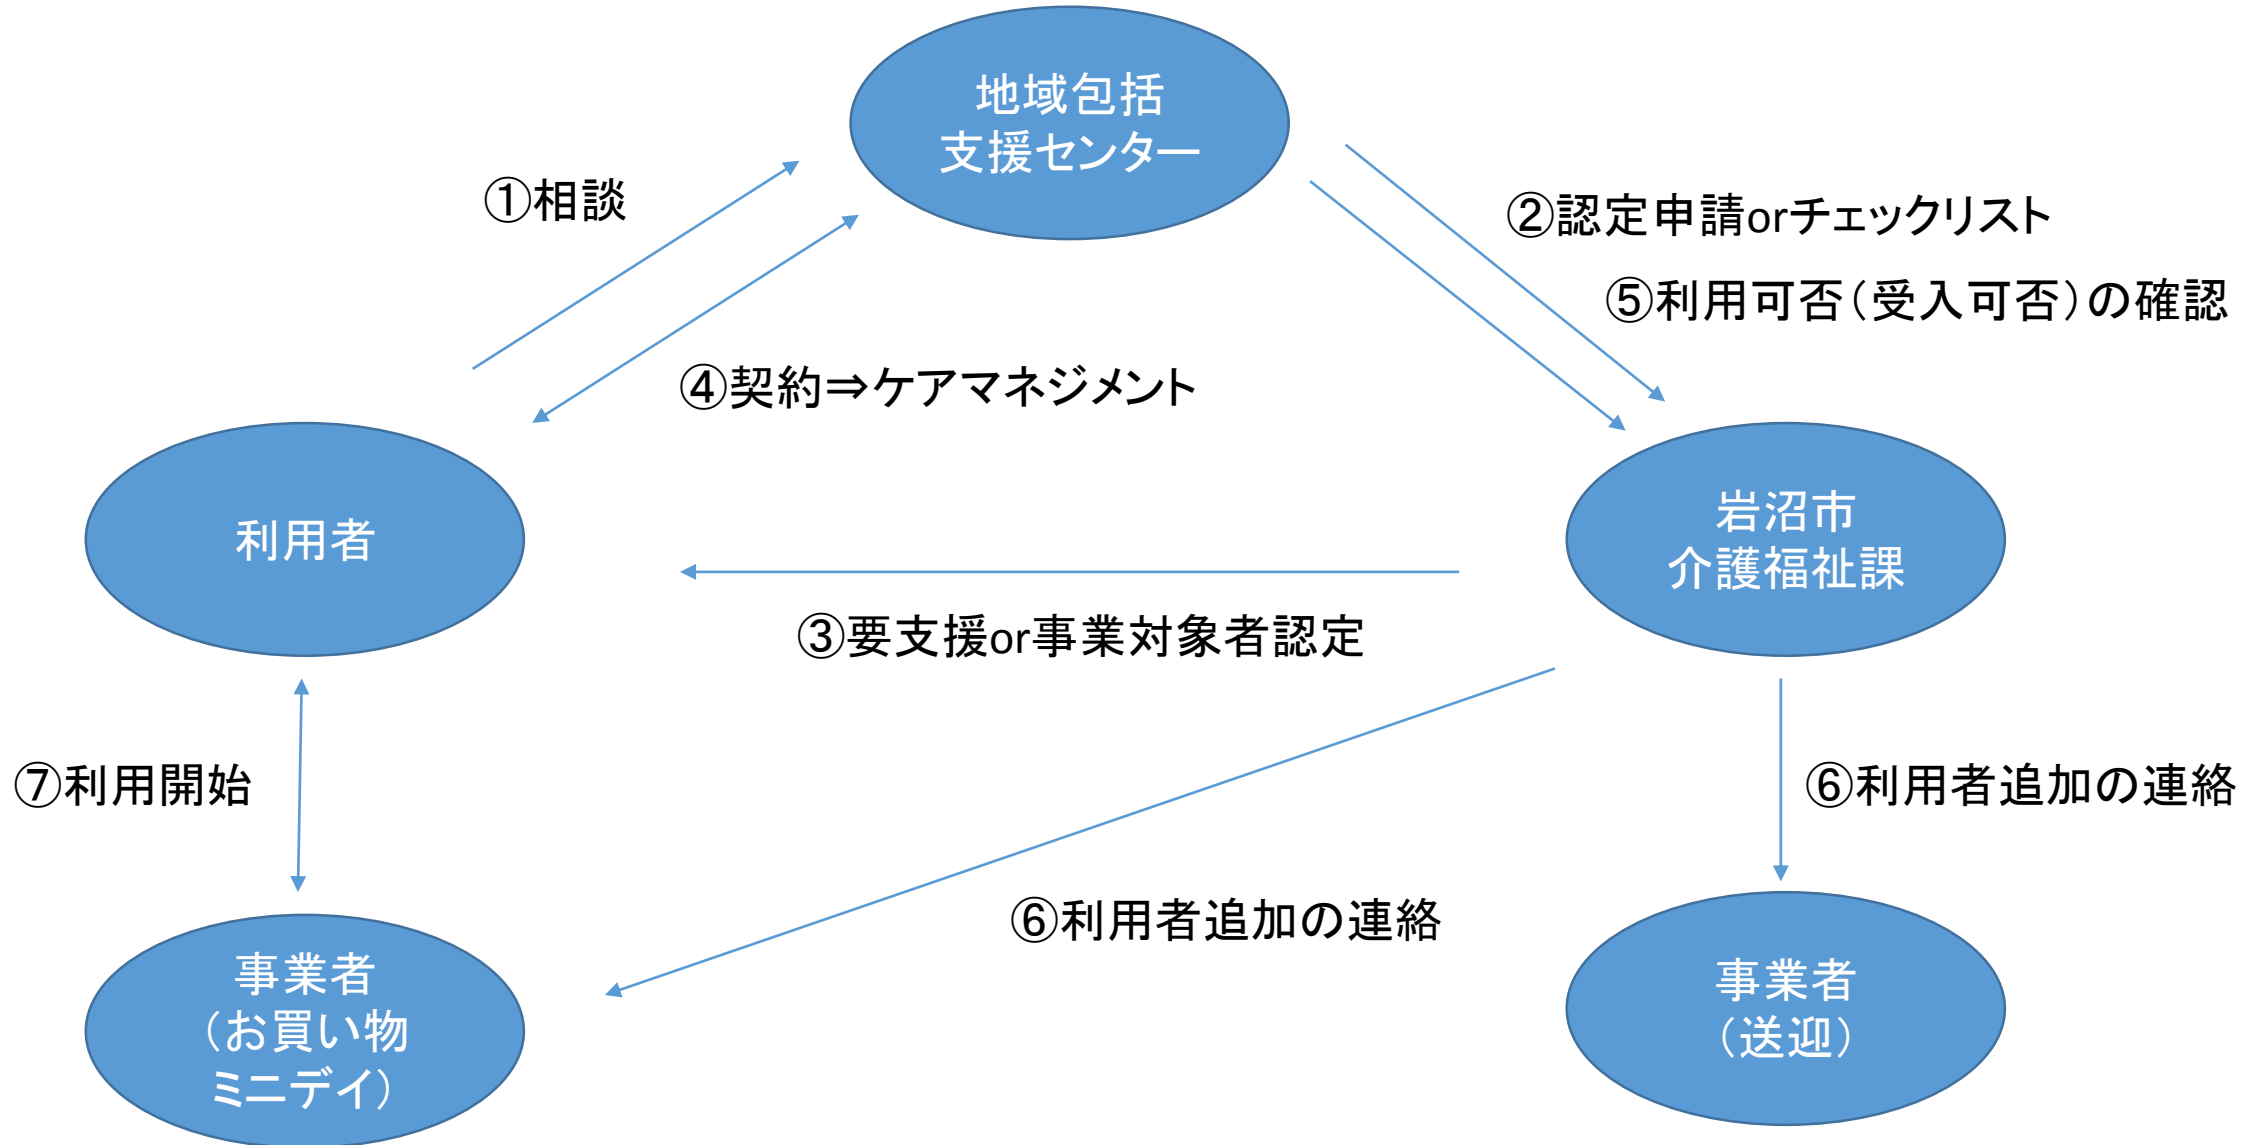 地域包括
支援センター
①相談
②認定申請orチェックリスト
⑤利用可否（受入可否）の確認
④契約⇒ケアマネジメント
利用者
岩沼市
介護福祉課
③要支援or事業対象者認定
⑦利用開始
⑥利用者追加の連絡
⑥利用者追加の連絡
事業者
（お買い物
ミニデイ）
事業者
（送迎）